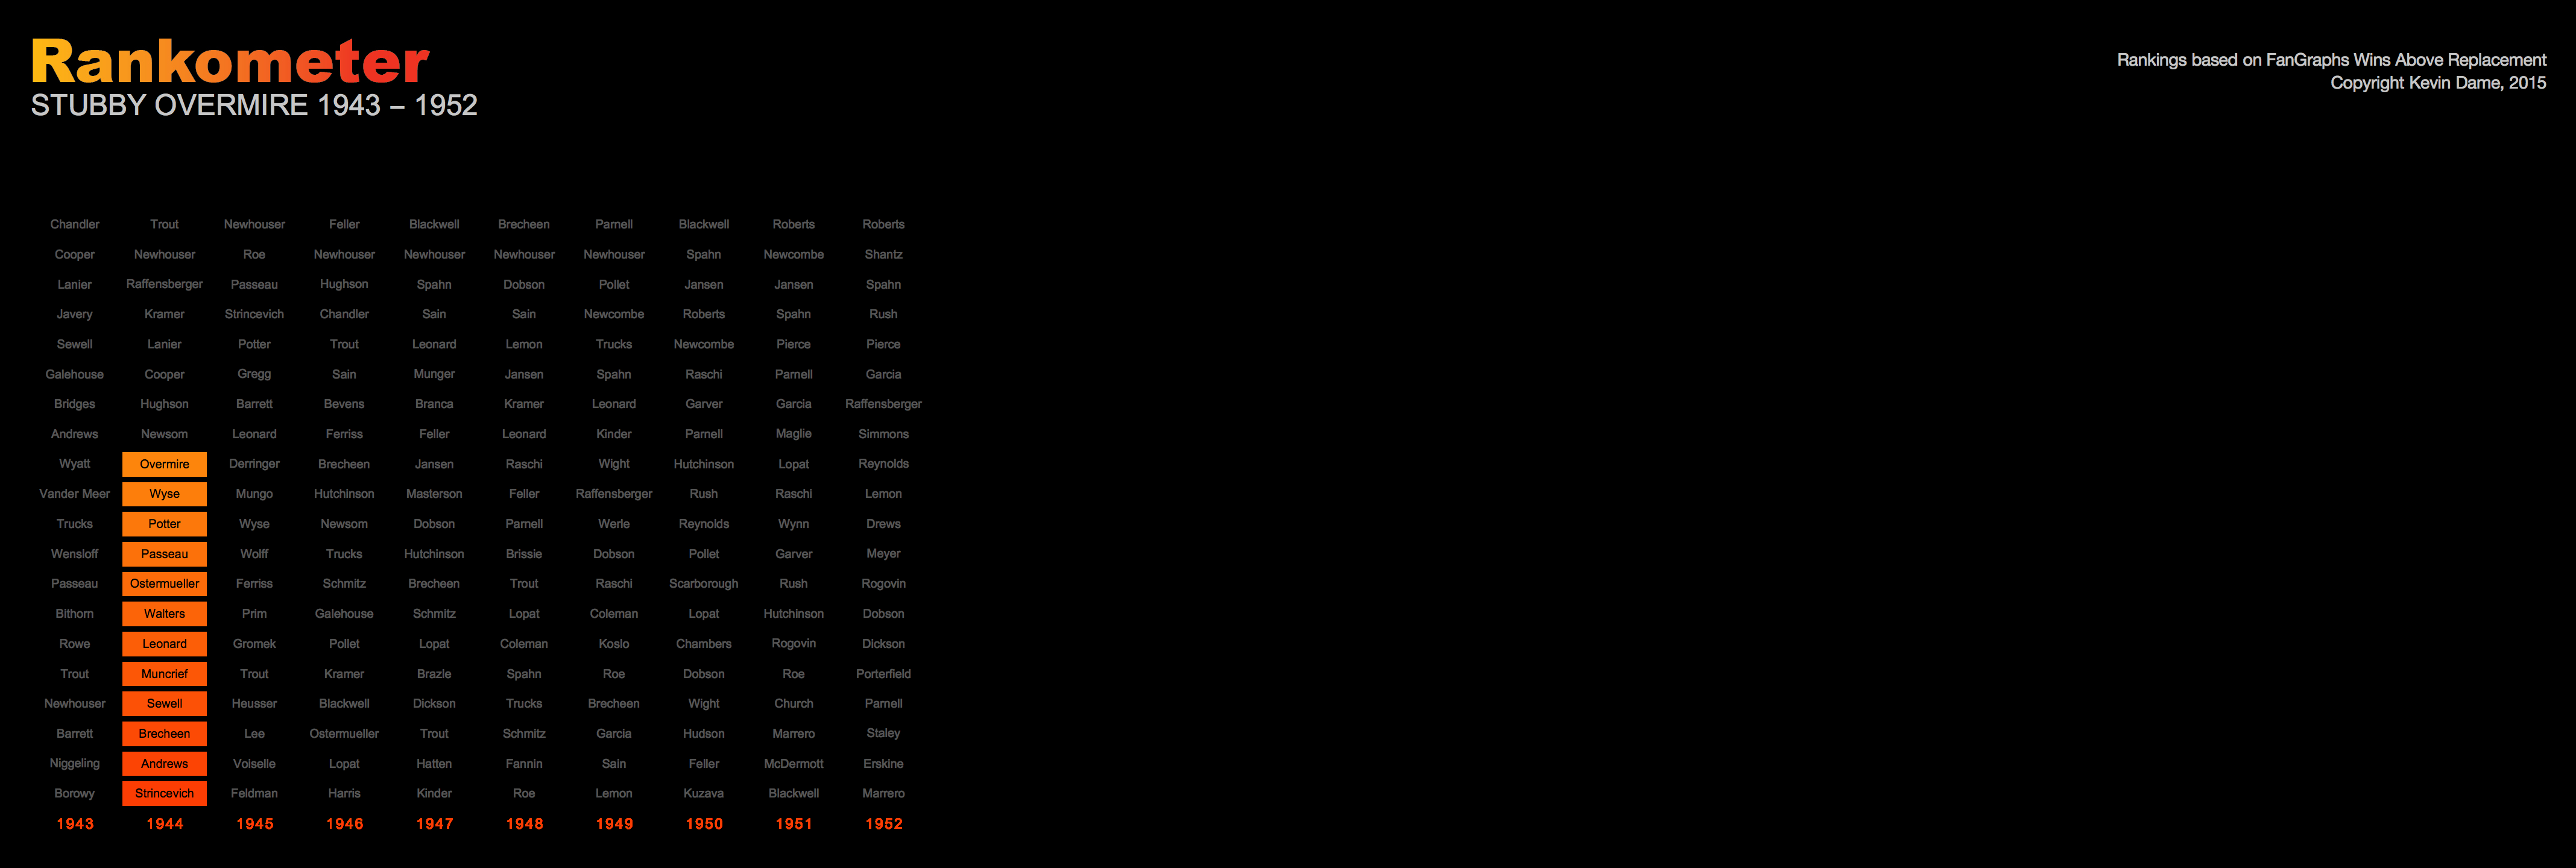 Rankometer
STUBBY OVERMIRE 1943 – 1952
Rankings based on FanGraphs Wins Above Replacement
Copyright Kevin Dame, 2015
Chandler Trout Newhouser Feller Blackwell Brecheen Parnell Blackwell Roberts Roberts
Cooper Newhouser Roe Newhouser Newhouser Newhouser Newhouser Spahn Newcombe Shantz
Lanier Raffensberger Passeau Hughson Spahn Dobson Pollet Jansen Jansen Spahn
Javery Kramer Strincevich Chandler Sain Sain Newcombe Roberts Spahn Rush
Sewell Lanier Potter Trout Leonard Lemon Trucks Newcombe Pierce Pierce
Galehouse Cooper Gregg Sain Munger Jansen Spahn Raschi Parnell Garcia
Bridges Hughson Barrett Bevens Branca Kramer Leonard Garver Garcia Raffensberger
Andrews Newsom Leonard Ferriss Feller Leonard Kinder Parnell Maglie Simmons
Wyatt Overmire Derringer Brecheen Jansen Raschi Wight Hutchinson Lopat Reynolds
Vander Meer Wyse Mungo Hutchinson Masterson Feller Raffensberger Rush Raschi Lemon
Trucks Potter Wyse Newsom Dobson Parnell Werle Reynolds Wynn Drews
Wensloff Passeau Wolff Trucks Hutchinson Brissie Dobson Pollet Garver Meyer
Passeau Ostermueller Ferriss Schmitz Brecheen Trout Raschi Scarborough Rush Rogovin
Bithorn Walters Prim Galehouse Schmitz Lopat Coleman Lopat Hutchinson Dobson
Rowe Leonard Gromek Pollet Lopat Coleman Koslo Chambers Rogovin Dickson
Trout Muncrief Trout Kramer Brazle Spahn Roe Dobson Roe Porterfield
Newhouser Sewell Heusser Blackwell Dickson Trucks Brecheen Wight Church Parnell
Barrett Brecheen Lee Ostermueller Trout Schmitz Garcia Hudson Marrero Staley
Niggeling Andrews Voiselle Lopat Hatten Fannin Sain Feller McDermott Erskine
Borowy Strincevich Feldman Harris Kinder Roe Lemon Kuzava Blackwell Marrero
1943 1944 1945 1946 1947 1948 1949 1950 1951 1952